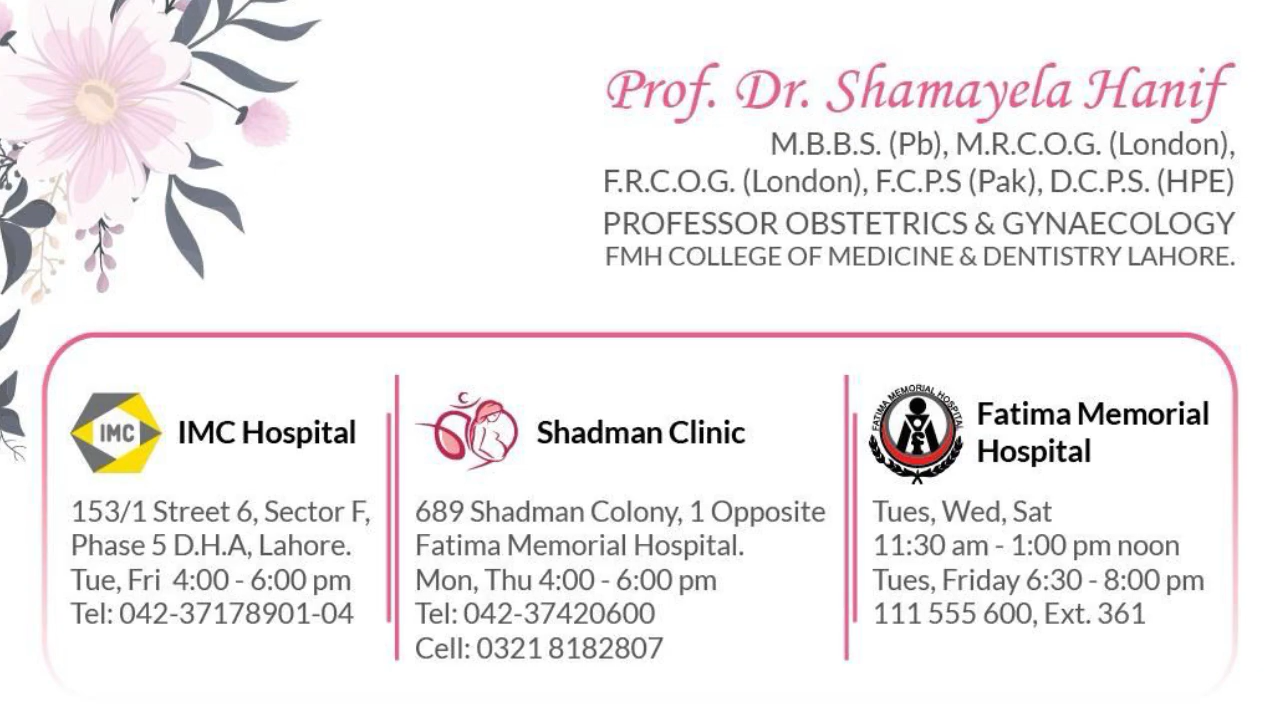 Prof. Dr. Shamayela Hanif
M.B.B.S. (Pb), M.R.C.O.G. (London),
F.R.C.O.G. (London), F.C.P.S (Pak), D.C.P.S. (HPE)
PROFESSOR OBSTETRICS & GYNAECOLOGY
FMH COLLEGE OF MEDICINE & DENTISTRY LAHORE.
IMC
IMC Hospital
153/1 Street 6, Sector F,
Phase 5 D.H.A, Lahore.
Tue, Fri 4:00 - 6:00 pm
Tel: 042-37178901-04
Shadman Clinic
689 Shadman Colony, 1 Opposite
Fatima Memorial Hospital.
Mon, Thu 4:00 - 6:00 pm
Tel: 042-37420600
Cell: 0321 8182807
FATIMA MEMORIAL HOSPITAL
Fatima Memorial
Hospital
Tues, Wed, Sat
11:30 am - 1:00 pm noon
Tues, Friday 6:30 - 8:00 pm
111 555 600, Ext. 361